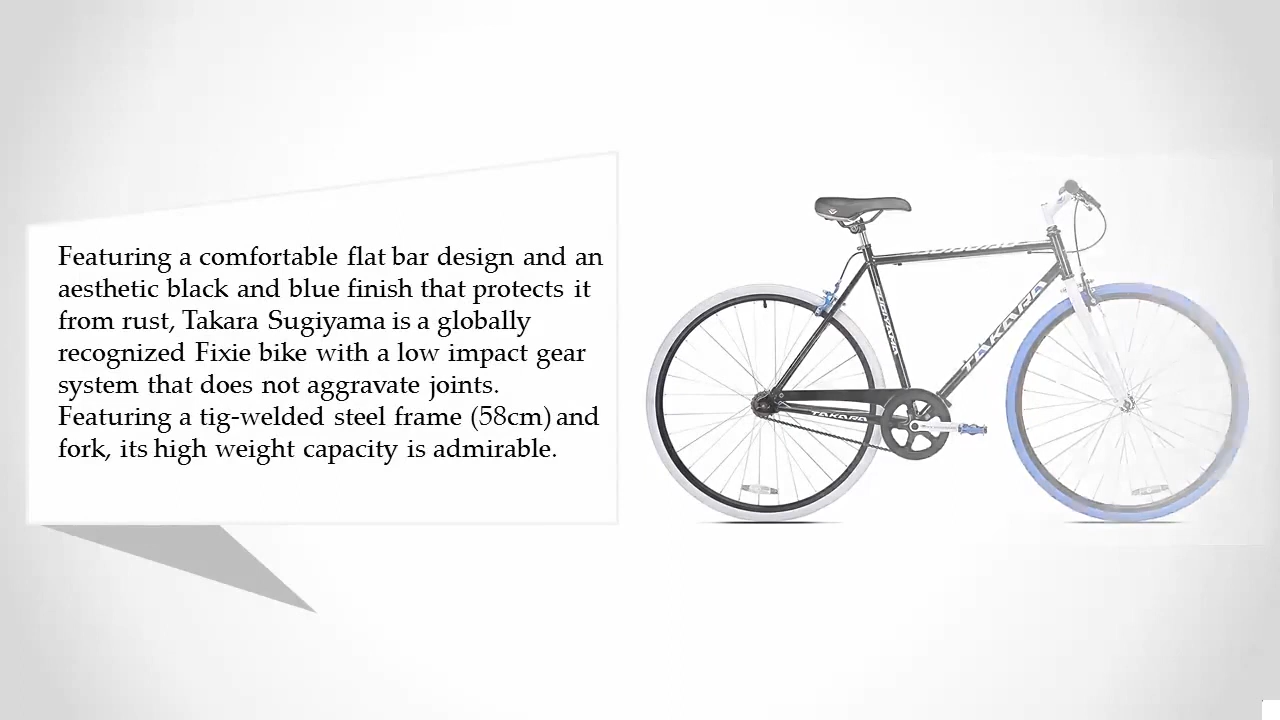 Featuring a comfortable flat bar design and an
aesthetic black and blue finish that protects it
from rust, Takara Sugiyama is a globally
recognized Fixie bike with a low impact gear
system that does not aggravate joints.
Featuring a tig-welded steel frame (58cm) and
fork, its high weight capacity is admirable.
SUGIYAMA
TAKARA
TAKARA